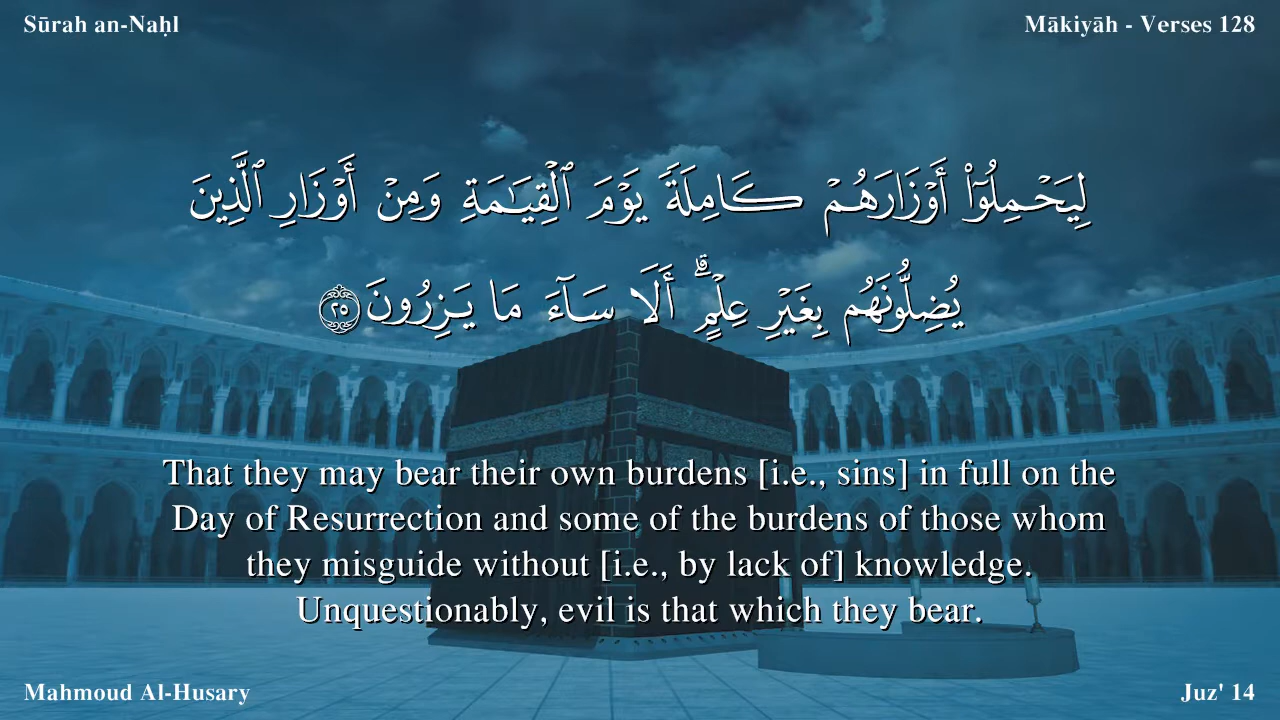 Sūrah an-Naḥl
Mākiyāh - Verses 128
لِيَحْمِلُوٓا۟ أَوْزَارَهُمْ كَامِلَةً يَوْمَ ٱلْقِيَـٰمَةِ وَمِنْ أَوْزَارِ ٱلَّذِينَ
يُضِلُّونَهُم بِغَيْرِ عِلْمٍ ۗ أَلَا سَآءَ مَا يَزِرُونَ ٢٥
That they may bear their own burdens [i.e., sins] in full on the
Day of Resurrection and some of the burdens of those whom
they misguide without [i.e., by lack of] knowledge.
Unquestionably, evil is that which they bear.
Mahmoud Al-Husary
Juz' 14